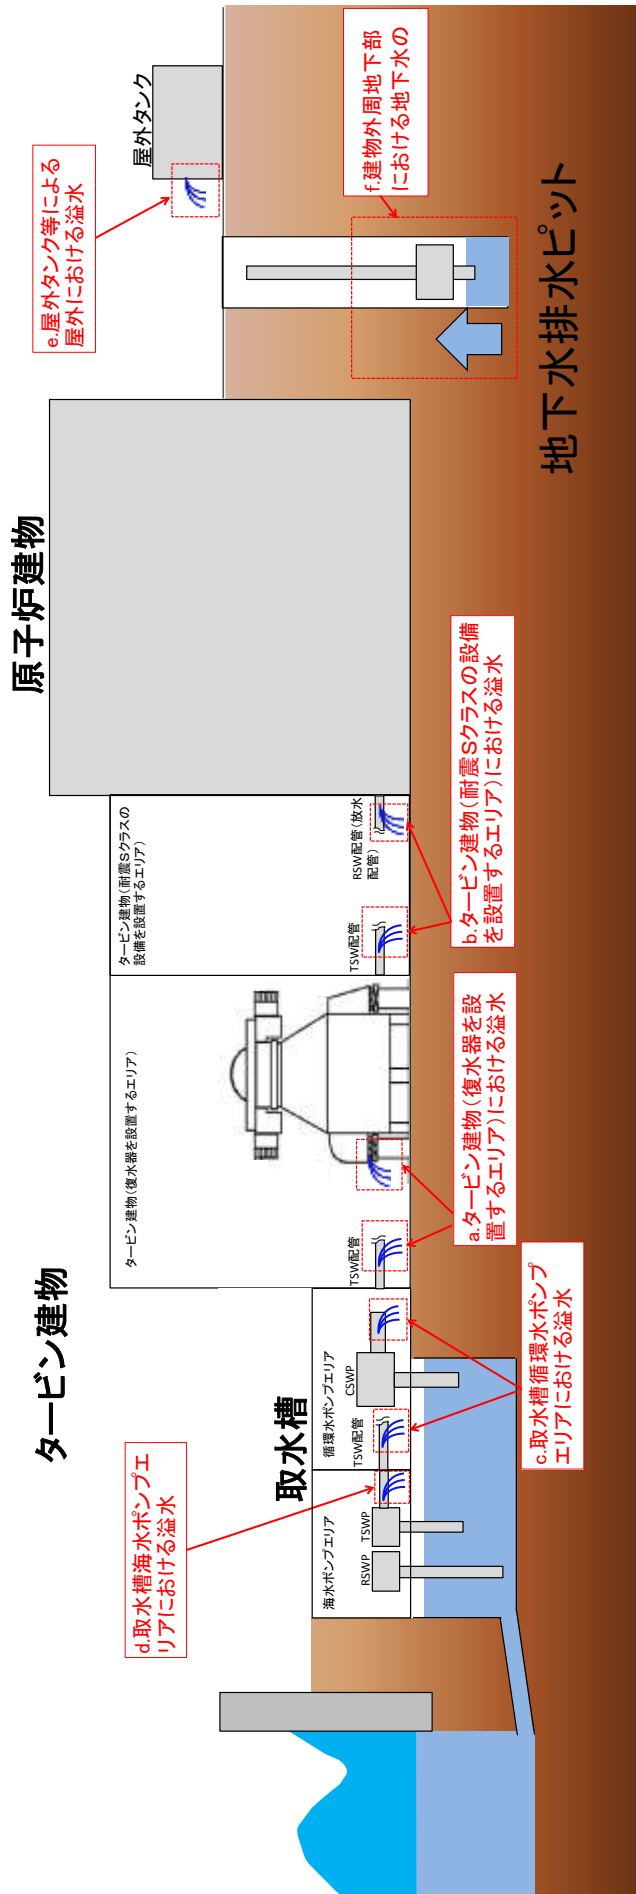 タービン建物
原子炉建物
d.取水槽海水ポンプエ
リアにおける溢水
取水槽
海水ポンプエリア
循環水ポンプエリア
RSWP
TSWP
TSW配管
CSWP
タービン建物(復水器を設置するエリア)
TSW配管
タービン建物(耐震Sクラスの
設備を設置するエリア)
TSW配管
RSW配管(放水
配管)
e.屋外タンク等による
屋外における溢水
屋外タンク
c.取水槽循環水ポンプ
エリアにおける溢水
a.タービン建物(復水器を設
置するエリア)における溢水
b.タービン建物(耐震Sクラスの設備
を設置するエリア)における溢水
f.建物外周地下部
における地下水の
地下水排水ピット